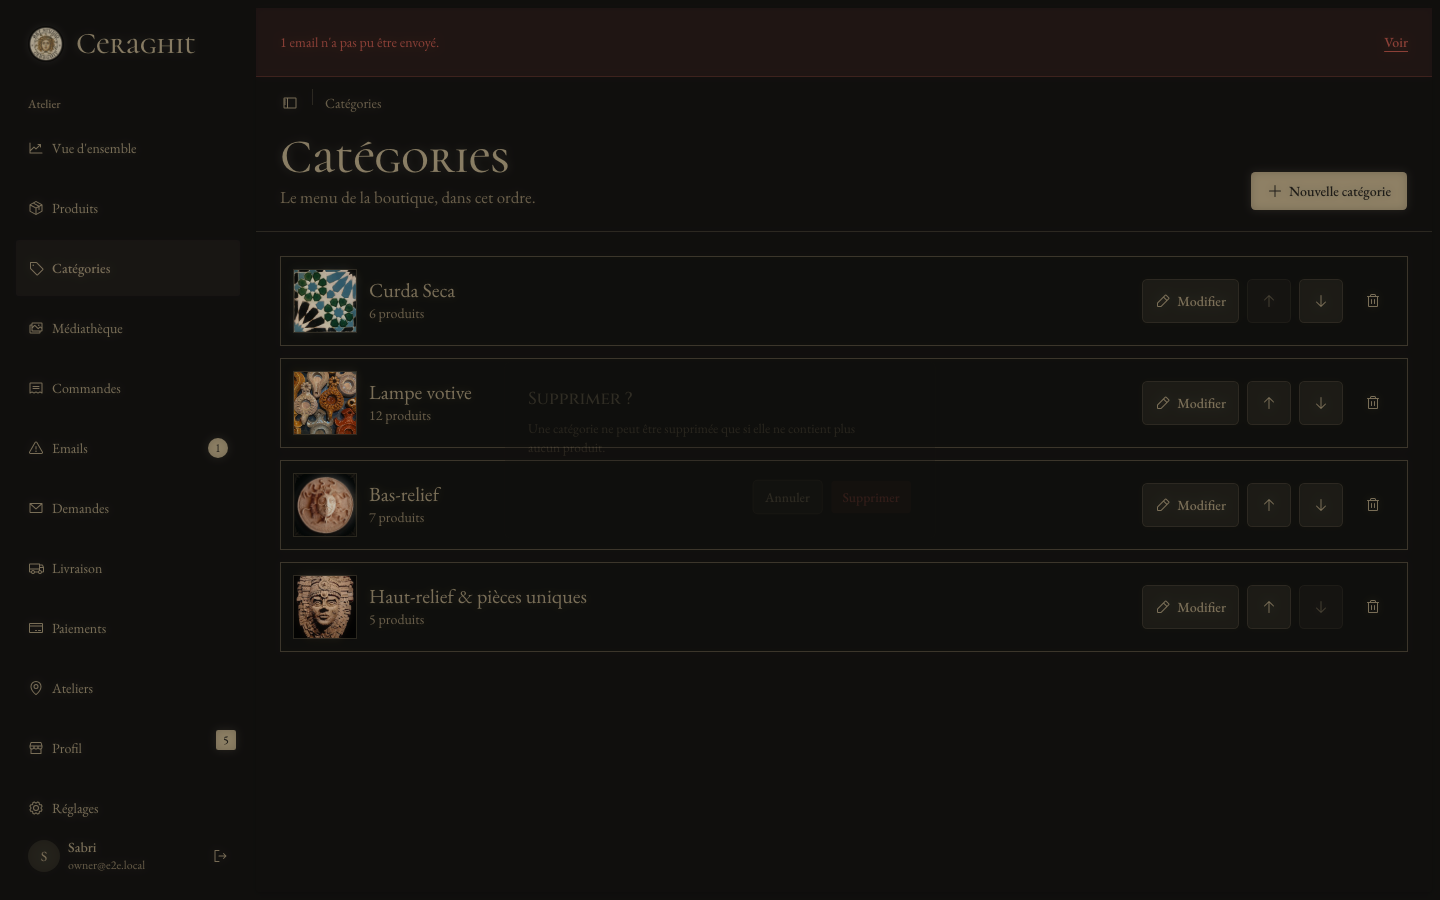 Ceraghit
Atelier
Vue d'ensemble
Produits
Catégories
Médiathèque
Commandes
Emails
1
Demandes
Livraison
Paiements
Ateliers
Profil
5
Réglages
S
Sabri
owner@e2e.local
1 email n'a pas pu être envoyé.
Voir
Catégories
Catégories
Le menu de la boutique, dans cet ordre.
Nouvelle catégorie
Curda Seca
6 produits
Modifier
Lampe votive
12 produits
Modifier
Supprimer ?
Une catégorie ne peut être supprimée que si elle ne contient plus
aucun produit.
Annuler
Supprimer
Bas-relief
7 produits
Modifier
Haut-relief & pièces uniques
5 produits
Modifier